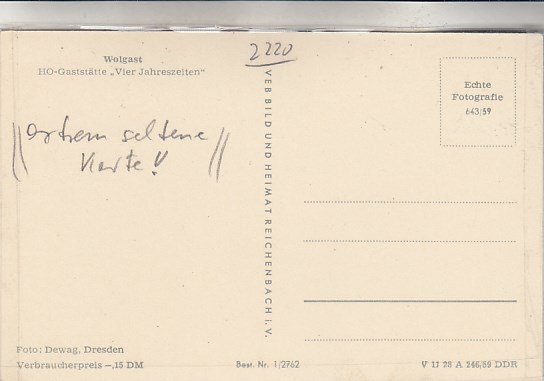 Wolgast
HO-Gaststätte „Vier Jahreszeiten"
2220
extrem seltene
Karte!
VEB BILD UND HEIMAT REICHENBACH i. V.
Echte
Fotografie
643/59
Foto: Dewag, Dresden
Verbraucherpreis –,15 DM
Best. Nr. 1/2762
V 11 28 A 946/59 DDR